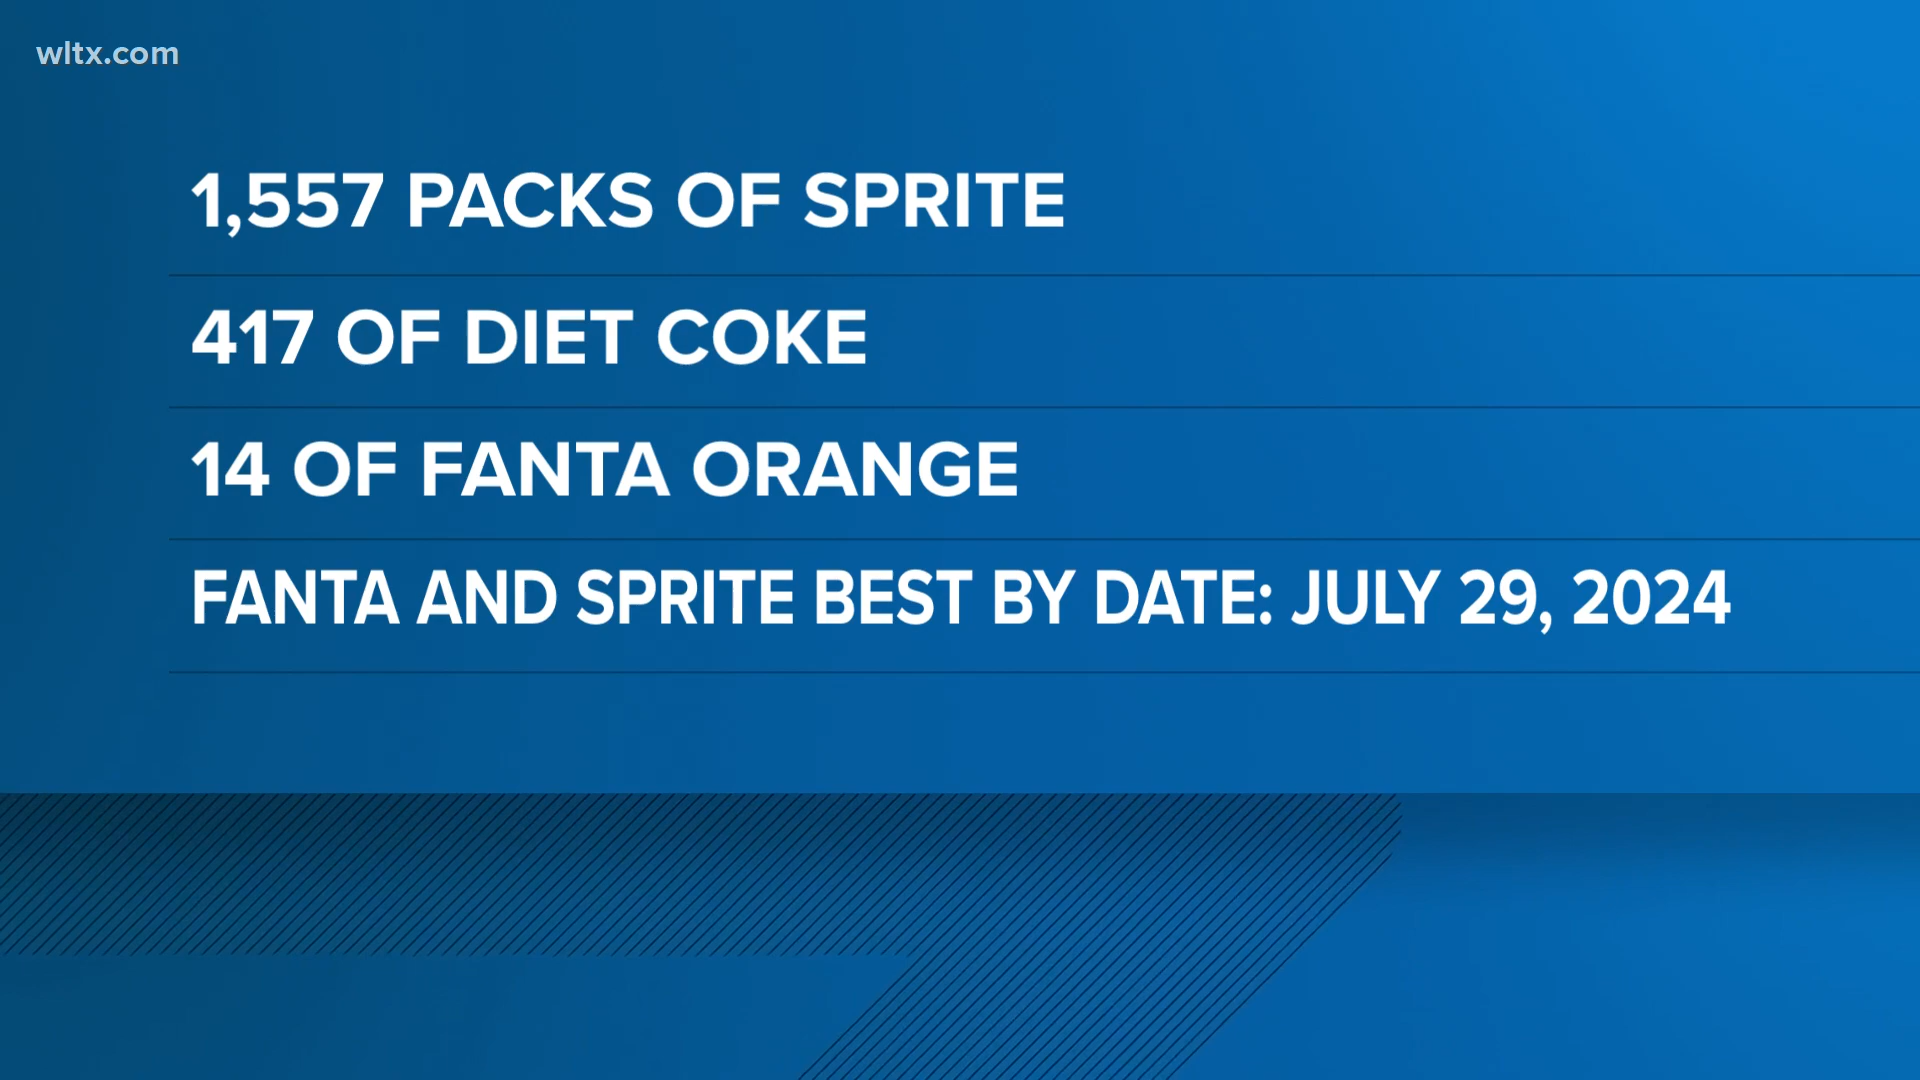 wltx.com
1,557 PACKS OF SPRITE
417 OF DIET COKE
14 OF FANTA ORANGE
FANTA AND SPRITE BEST BY DATE: JULY 29, 2024